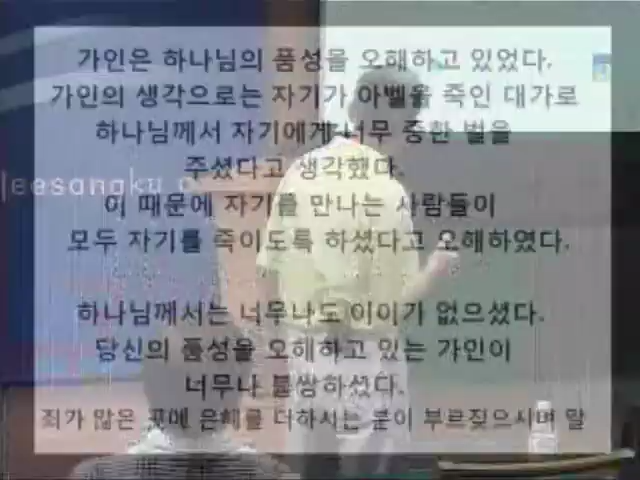 가인은 하나님의 품성을 오해하고 있었다.
가인의 생각으로는 자기가 아벨을 죽인 대가로
하나님께서 자기에게 너무 중한 벌을
주셨다고 생각했다.
leesangku
이 때문에 자기를 만나는 사람들이
모두 자기를 죽이도록 하셨다고 오해하였다.
하나님께서는 너무나도 어이가 없으셨다.
당신의 품성을 오해하고 있는 가인이
너무나 불쌍하셨다.
죄가 많은 곳에 은혜를 더하시는 분이 부르짖으시며 말